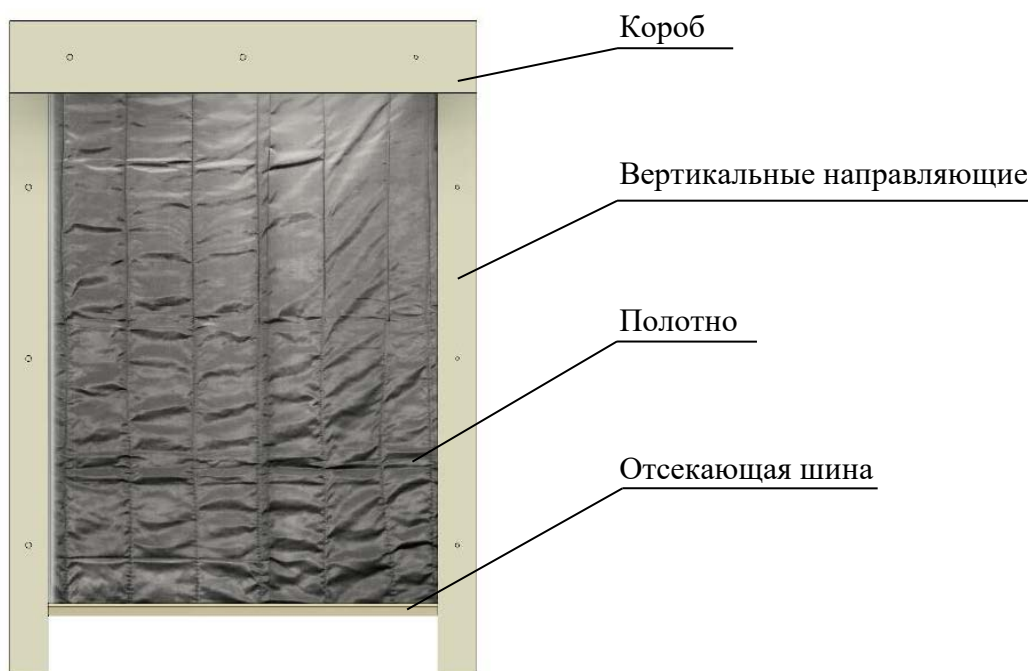 Короб
Вертикальные направляющие
Полотно
Отсекающая шина